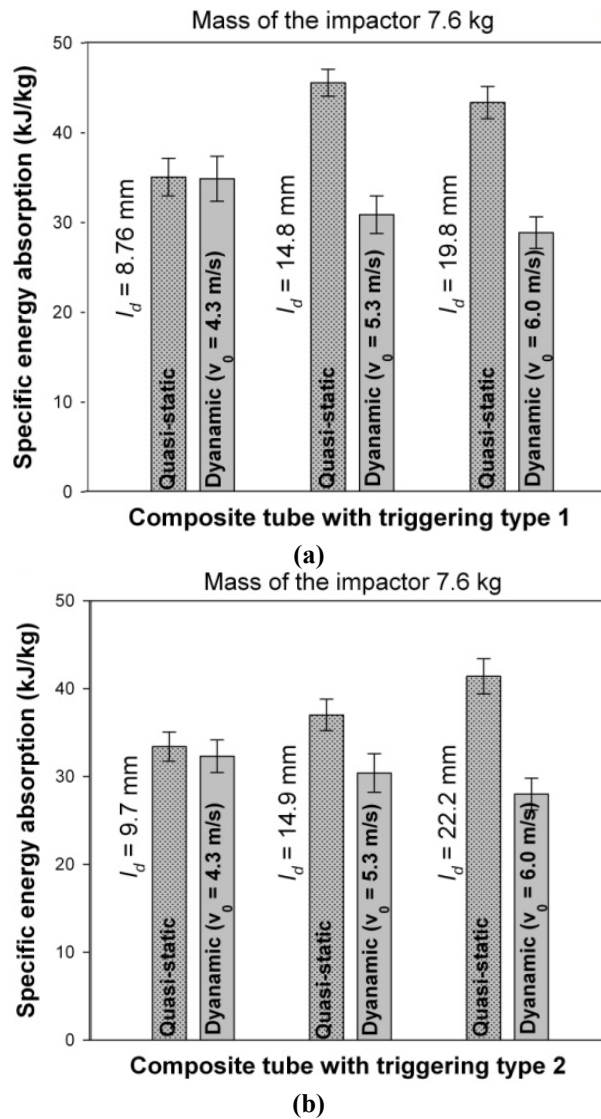 Mass of the impactor 7.6 kg
Specific energy absorption (kJ/kg)
50
40
30
20
10
0
l_d = 8.76 mm
Quasi-static
Dyanamic (v_0 = 4.3 m/s)
l_d = 14.8 mm
Quasi-static
Dyanamic (v_0 = 5.3 m/s)
l_d = 19.8 mm
Quasi-static
Dyanamic (v_0 = 6.0 m/s)
Composite tube with triggering type 1
(a)
Mass of the impactor 7.6 kg
Specific energy absorption (kJ/kg)
50
40
30
20
10
0
l_d = 9.7 mm
Quasi-static
Dyanamic (v_0 = 4.3 m/s)
l_d = 14.9 mm
Quasi-static
Dyanamic (v_0 = 5.3 m/s)
l_d = 22.2 mm
Quasi-static
Dyanamic (v_0 = 6.0 m/s)
Composite tube with triggering type 2
(b)